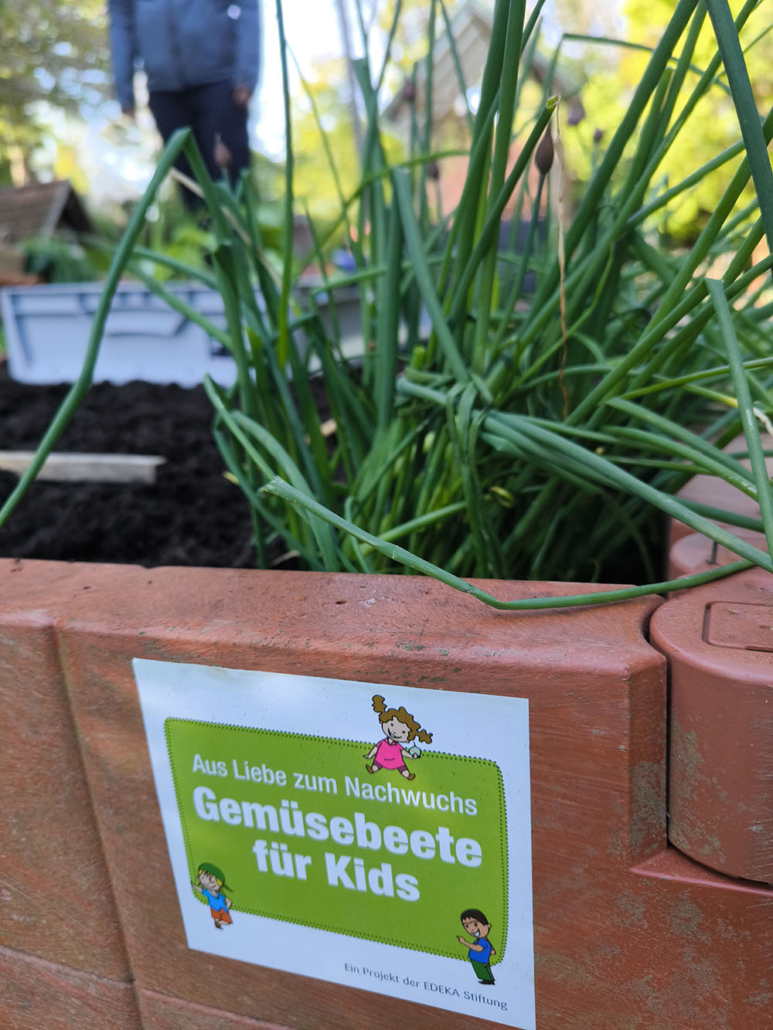 Aus Liebe zum Nachwuchs
Gemüsebeete
für Kids
Ein Projekt der EDEKA Stiftung